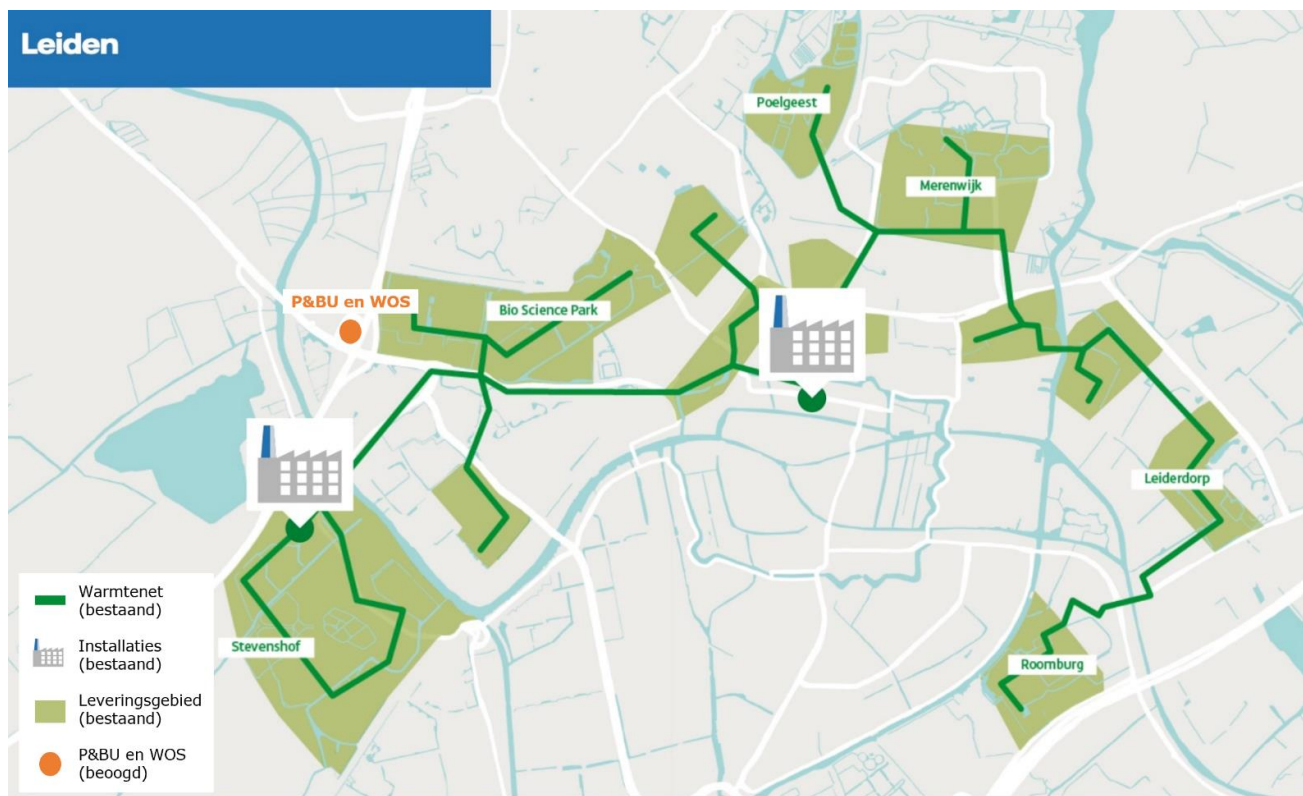 Leiden
Poelgeest
Merenwijk
P&BU en WOS
Bio Science Park
Leiderdorp
Stevenshof
Roomburg
Warmtenet
(bestaand)
Installaties
(bestaand)
Leveringsgebied
(bestaand)
P&BU en WOS
(beoogd)